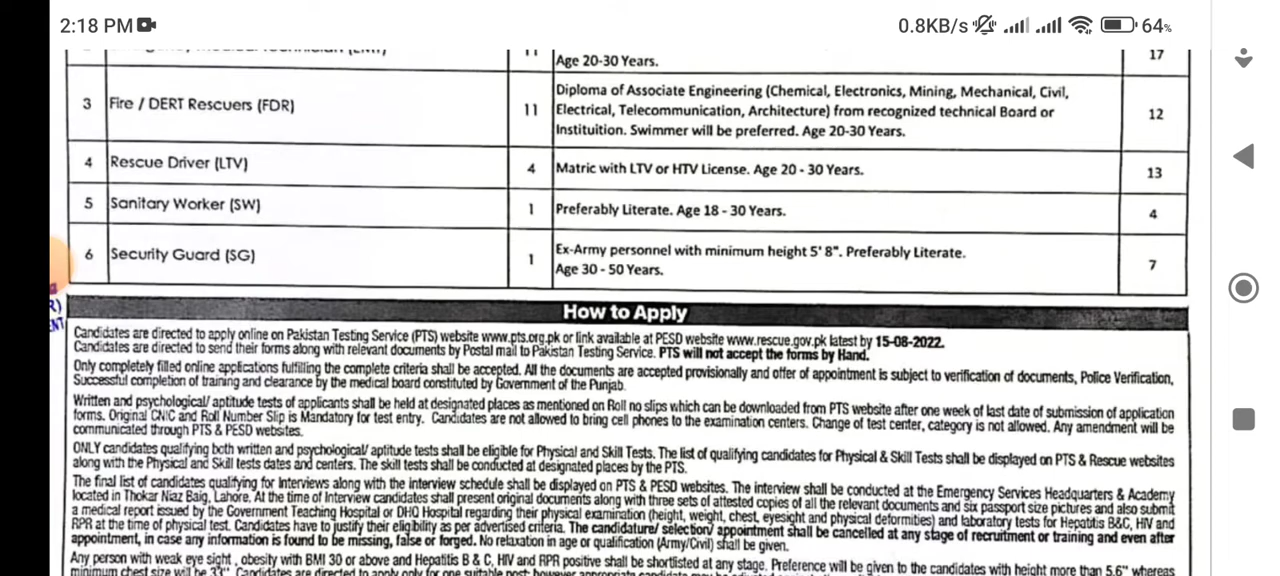 2:18 PM
0.8KB/s
64%
11
Age 20-30 Years.
17
3 Fire / DERT Rescuers (FDR) 11 Diploma of Associate Engineering (Chemical, Electronics, Mining, Mechanical, Civil,
Electrical, Telecommunication, Architecture) from recognized technical Board or
Instituition. Swimmer will be preferred. Age 20-30 Years. 12
4 Rescue Driver (LTV) 4 Matric with LTV or HTV License. Age 20 - 30 Years. 13
5 Sanitary Worker (SW) 1 Preferably Literate. Age 18 - 30 Years. 4
6 Security Guard (SG) 1 Ex-Army personnel with minimum height 5' 8". Preferably Literate.
Age 30 - 50 Years. 7
How to Apply
Candidates are directed to apply online on Pakistan Testing Service (PTS) website www.pts.org.pk or link available at PESD website www.rescue.gov.pk latest by 15-08-2022.
Candidates are directed to send their forms along with relevant documents by Postal mail to Pakistan Testing Service. PTS will not accept the forms by Hand.
Only completely filled online applications fulfilling the complete criteria shall be accepted. All the documents are accepted provisionally and offer of appointment is subject to verification of documents, Police Verification,
Successful completion of training and clearance by the medical board constituted by Government of the Punjab.
Written and psychological/ aptitude tests of applicants shall be held at designated places as mentioned on Roll no slips which can be downloaded from PTS website after one week of last date of submission of application
forms. Original CNIC and Roll Number Slip is Mandatory for test entry. Candidates are not allowed to bring cell phones to the examination centers. Change of test center, category is not allowed. Any amendment will be
communicated through PTS & PESD websites.
ONLY candidates qualifying both written and psychological/ aptitude tests shall be eligible for Physical and Skill Tests. The list of qualifying candidates for Physical & Skill Tests shall be displayed on PTS & Rescue websites
along with the Physical and Skill tests dates and centers. The skill tests shall be conducted at designated places by the PTS.
The final list of candidates qualifying for Interviews along with the interview schedule shall be displayed on PTS & PESD websites. The interview shall be conducted at the Emergency Services Headquarters & Academy
located in Thokar Niaz Baig, Lahore. At the time of Interview candidates shall present original documents along with three sets of attested copies of all the relevant documents and six passport size pictures and also submit
a medical report issued by the Government Teaching Hospital or DHQ Hospital regarding their physical examination (height, weight, chest, eyesight and physical deformities) and laboratory tests for Hepatitis B&C, HIV and
RPR at the time of physical test. Candidates have to justify their eligibility as per advertised criteria. The candidature/ selection/ appointment shall be cancelled at any stage of recruitment or training and even after
appointment, in case any information is found to be missing, false or forged. No relaxation in age or qualification (Army/Civil) shall be given.
Any person with weak eye sight , obesity with BMI 30 or above and Hepatitis B & C, HIV and RPR positive shall be shortlisted at any stage. Preference will be given to the candidates with height more than 5.6" whereas
minimum chest size will be 33". Candidates are directed to apply only for one suitable post;